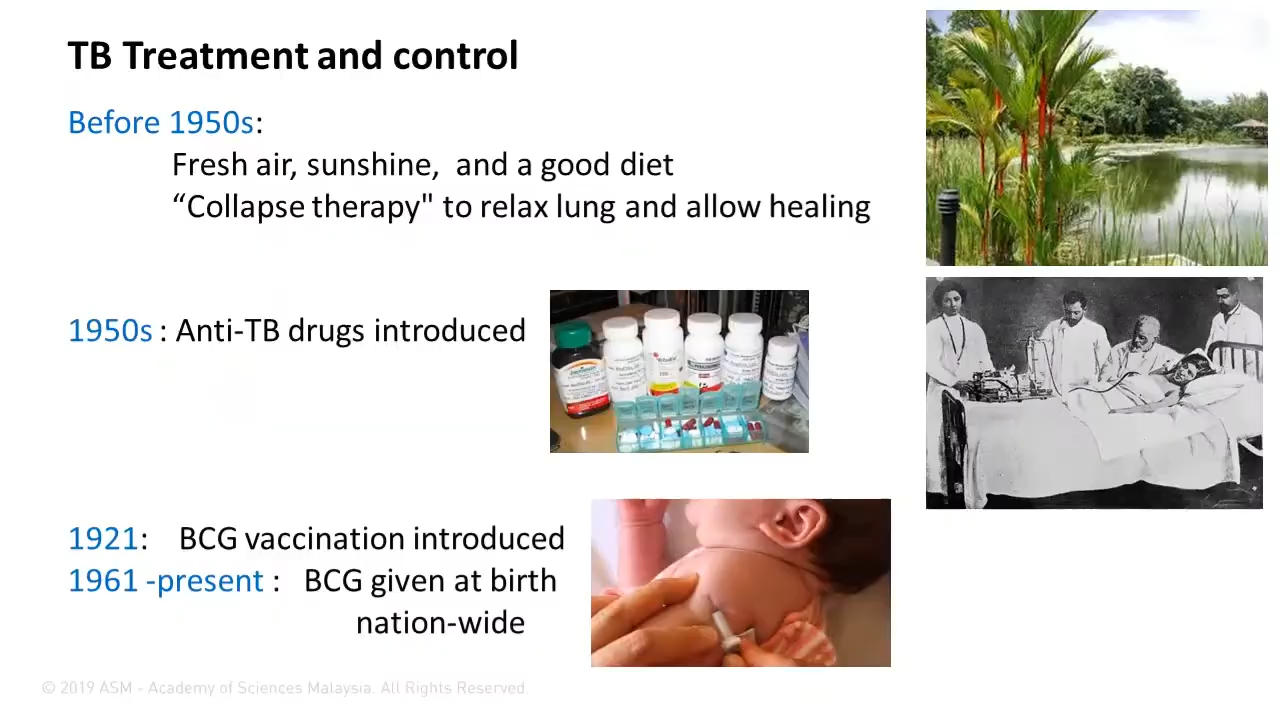 TB Treatment and control
Before 1950s:
Fresh air, sunshine,  and a good diet
“Collapse therapy" to relax lung and allow healing
1950s : Anti-TB drugs introduced
1921:   BCG vaccination introduced
1961 -present :   BCG given at birth
nation-wide
© 2019 ASM - Academy of Sciences Malaysia. All Rights Reserved.